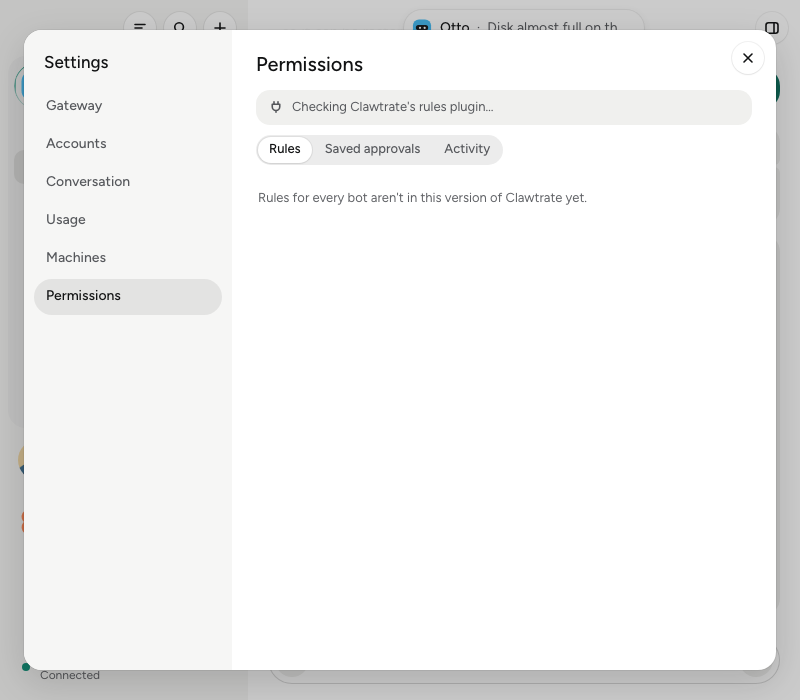 Otto · Disk almost full on th
Settings
Gateway
Accounts
Conversation
Usage
Machines
Permissions
Permissions
Checking Clawtrate's rules plugin...
Rules
Saved approvals
Activity
Rules for every bot aren't in this version of Clawtrate yet.
Connected